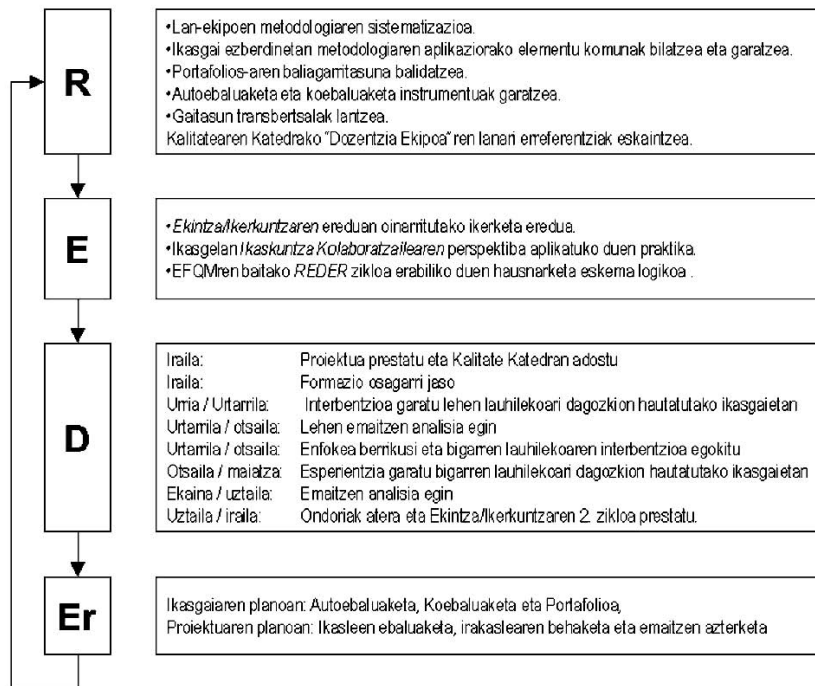 R
•Lan-ekipoen metodologiaren sistematizazioa.
•Ikasgai ezberdinetan metodologiaren aplikaziorako elementu komunak bilatzea eta garatzea.
•Portafolios-aren baliagarritasuna balidatzea.
•Autoebaluaketa eta koebaluaketa instrumentuak garatzea.
•Gaitasun transbertsalak lantzea.
Kalitatearen Katedrako "Dozentzia Ekipoa" ren lanari erreferentziak eskaintzea.
E
•Ekintza/Ikerkuntzaren ereduan oinarritutako ikerketa eredua.
•Ikasgelan Ikaskuntza Kolaboratzailearen perspektiba aplikatuko duen praktika.
•EFQMren baitako REDER zikloa erabiliko duen hausnarketa eskema logikoa .
D
Iraila: Proiektua prestatu eta Kalitate Katedran adostu
Iraila: Formazio osagarri jaso
Urria / Urtarrila: Interbentzioa garatu lehen lauhilekoari dagozkion hautatutako ikasgaietan
Urtarrila / otsaila: Lehen emaitzen analisia egin
Urtarrila / otsaila: Enfokea berrikusi eta bigarren lauhilekoaren interbentzioa egokitu
Otsaila / maiatza: Esperientzia garatu bigarren lauhilekoari dagozkion hautatutako ikasgaietan
Ekaina / uztaila: Emaitzen analisia egin
Uztaila / iraila: Ondoriak atera eta Ekintza/Ikerkuntzaren 2. zikloa prestatu.
Er
Ikasgaiaren planoan: Autoebaluaketa, Koebaluaketa eta Portafolioa,
Proiektuaren planoan: Ikasleen ebaluaketa, irakaslearen behaketa eta emaitzen azterketa